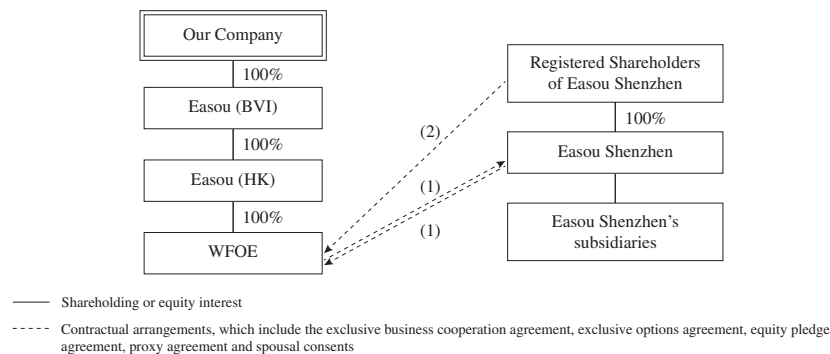 Our Company
100%
Easou (BVI)
100%
Easou (HK)
100%
WFOE
Registered Shareholders
of Easou Shenzhen
100%
Easou Shenzhen
Easou Shenzhen's
subsidiaries
(2)
(1)
(1)
Shareholding or equity interest
Contractual arrangements, which include the exclusive business cooperation agreement, exclusive options agreement, equity pledge
agreement, proxy agreement and spousal consents